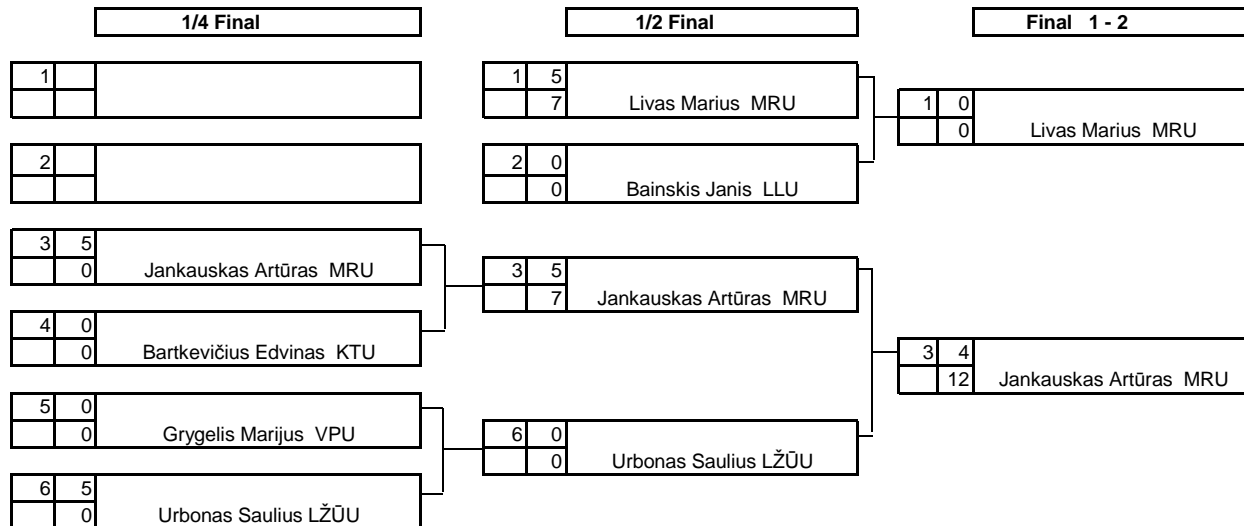 1/4 Final 1/2 Final Final 1 - 2
1 1 5
7 Livas Marius MRU 1 0
0 Livas Marius MRU
2 2 0
0 Bainskis Janis LLU
3 5
0 Jankauskas Artūras MRU 3 5
7 Jankauskas Artūras MRU
4 0
0 Bartkevičius Edvinas KTU 3 4
12 Jankauskas Artūras MRU
5 0
0 Grygelis Marijus VPU 6 0
0 Urbonas Saulius LŽŪU
6 5
0 Urbonas Saulius LŽŪU